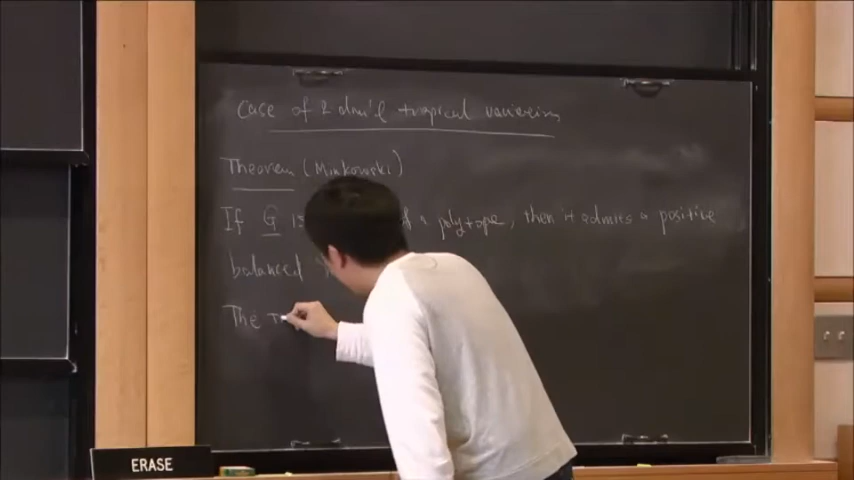 Case of 2 dim'l tropical varieties
Theorem (Minkowski)
If G is of a polytope, then it admits a positive
balanced
The
ERASE